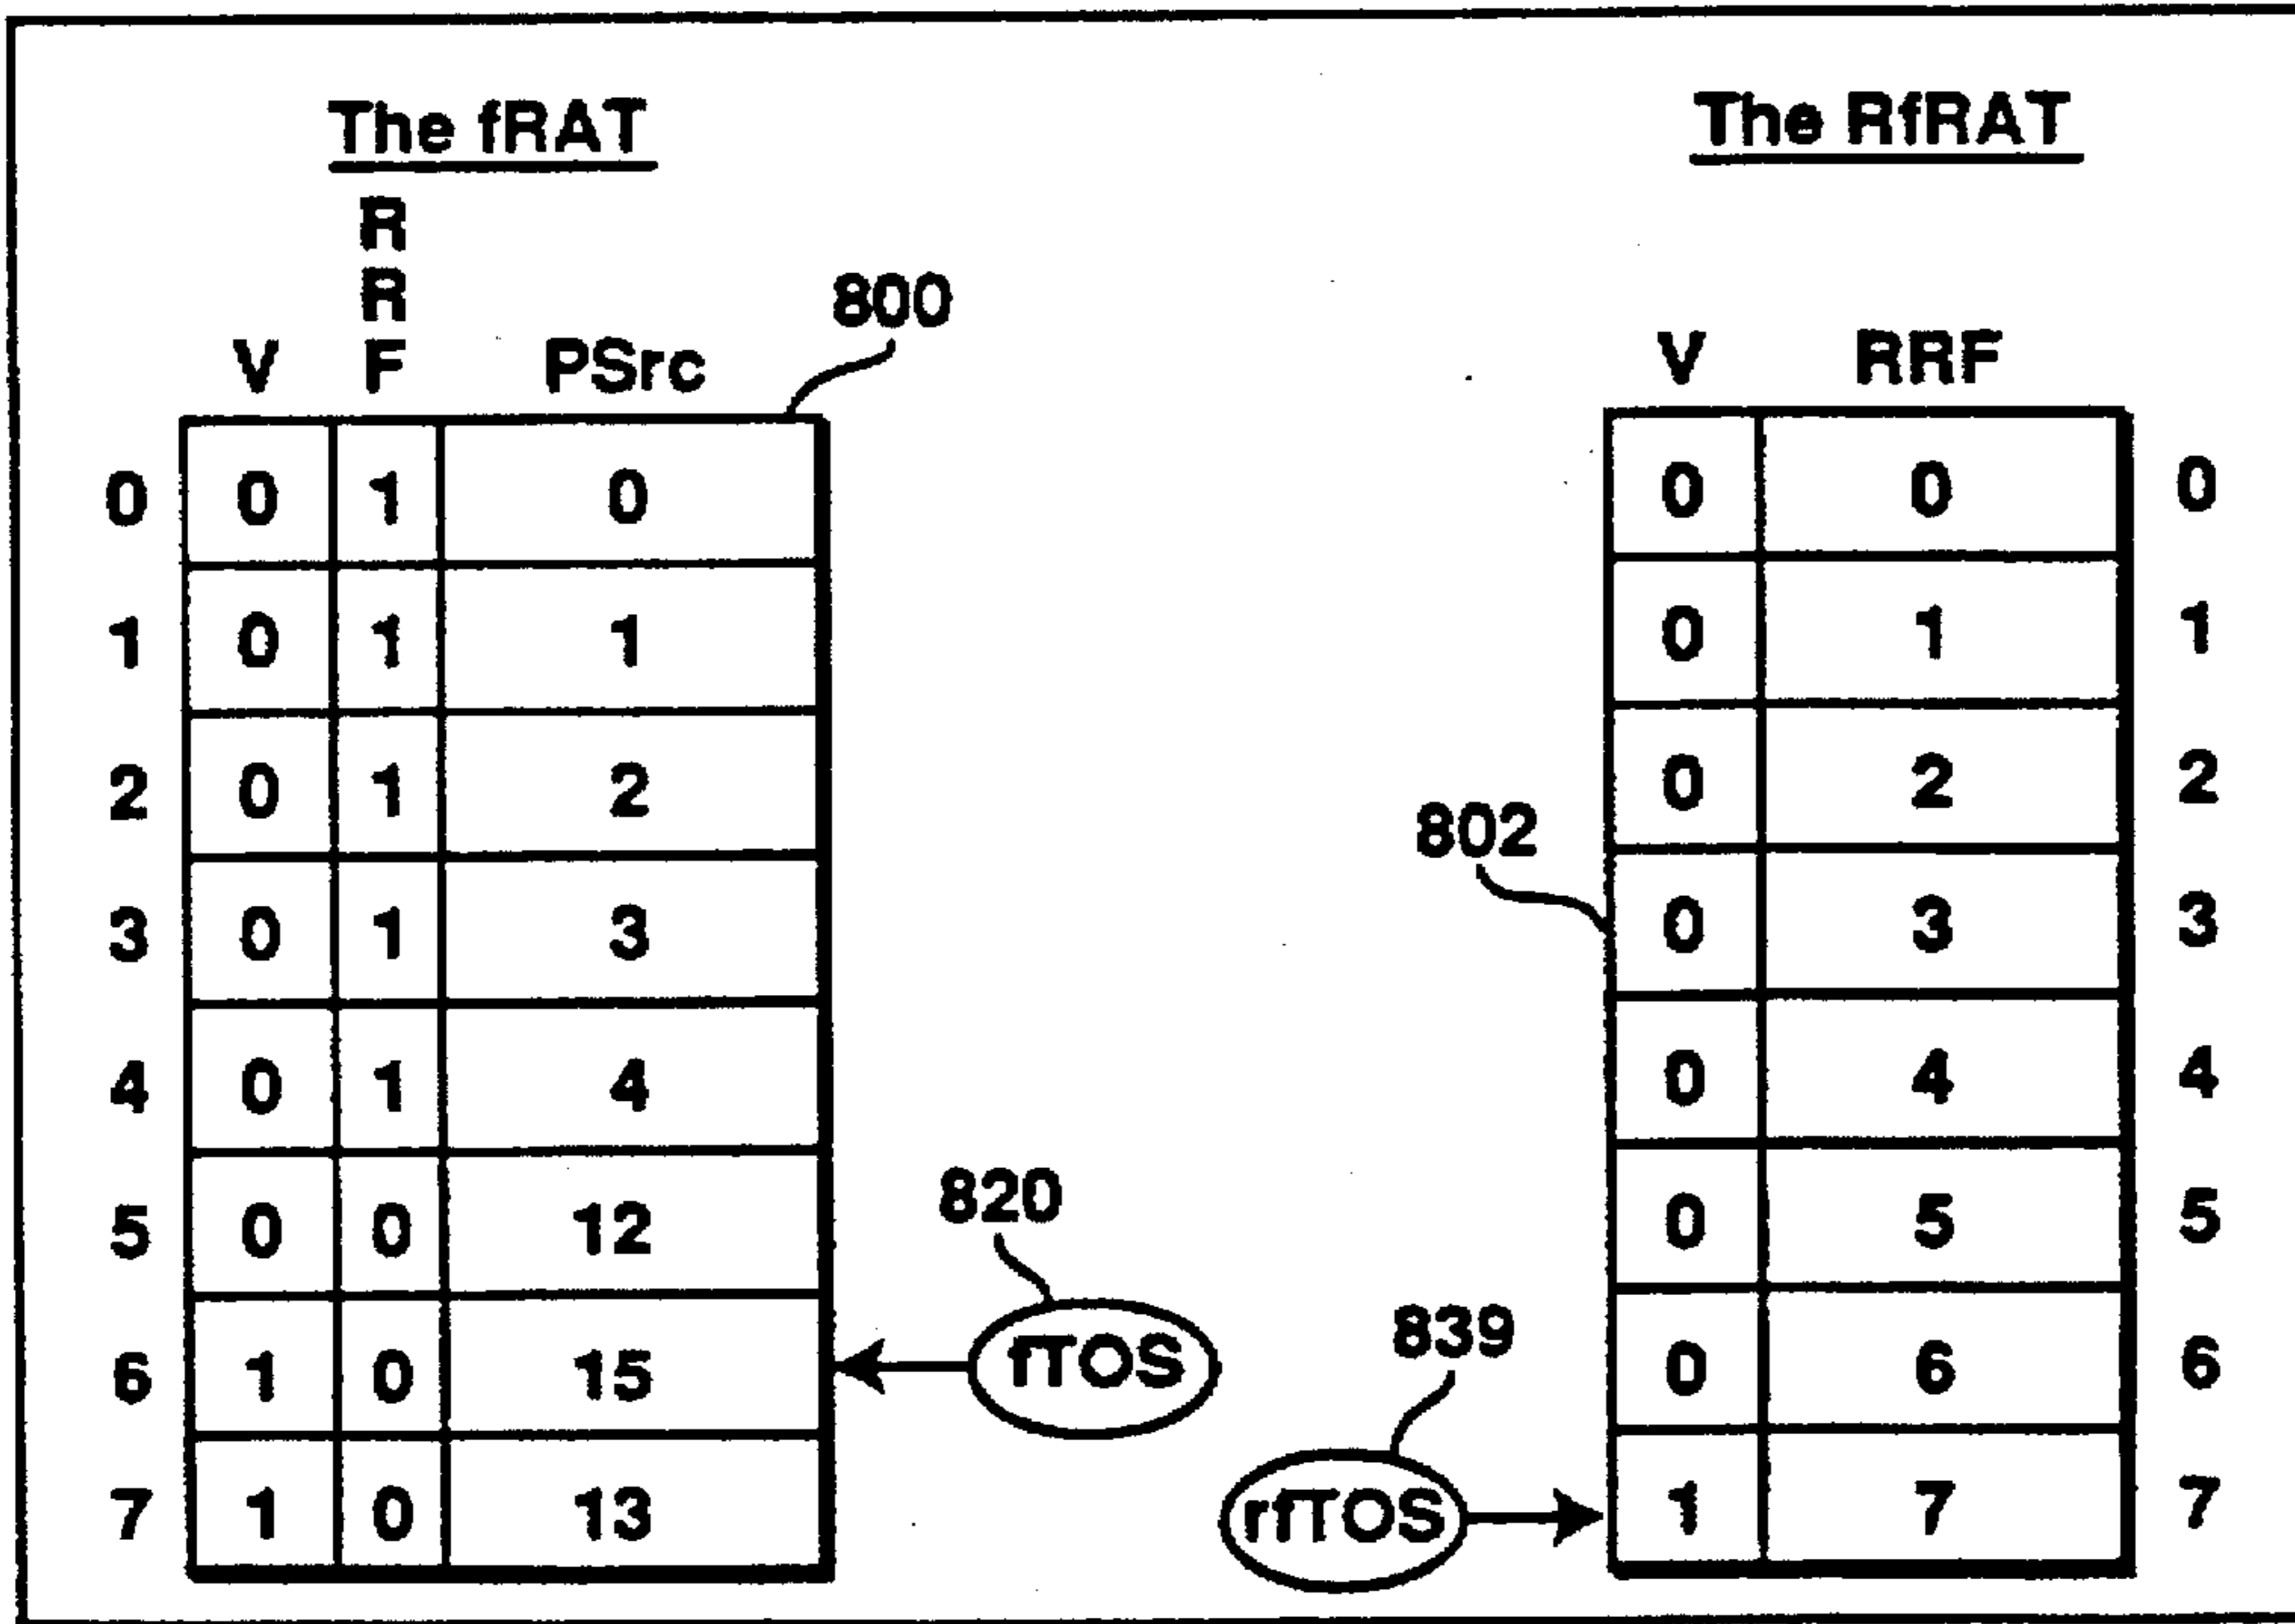 The fRAT
The RfRAT
R
R
V F PSrc
800
V RRF
0 0 1 0
0 0 0
1 0 1 1
0 1 1
2 0 1 2
0 2 2
802
3 0 1 3
0 3 3
4 0 1 4
0 4 4
5 0 0 12
820
0 5 5
6 1 0 15
fTOS
839
0 6 6
7 1 0 13
rfTOS
1 7 7